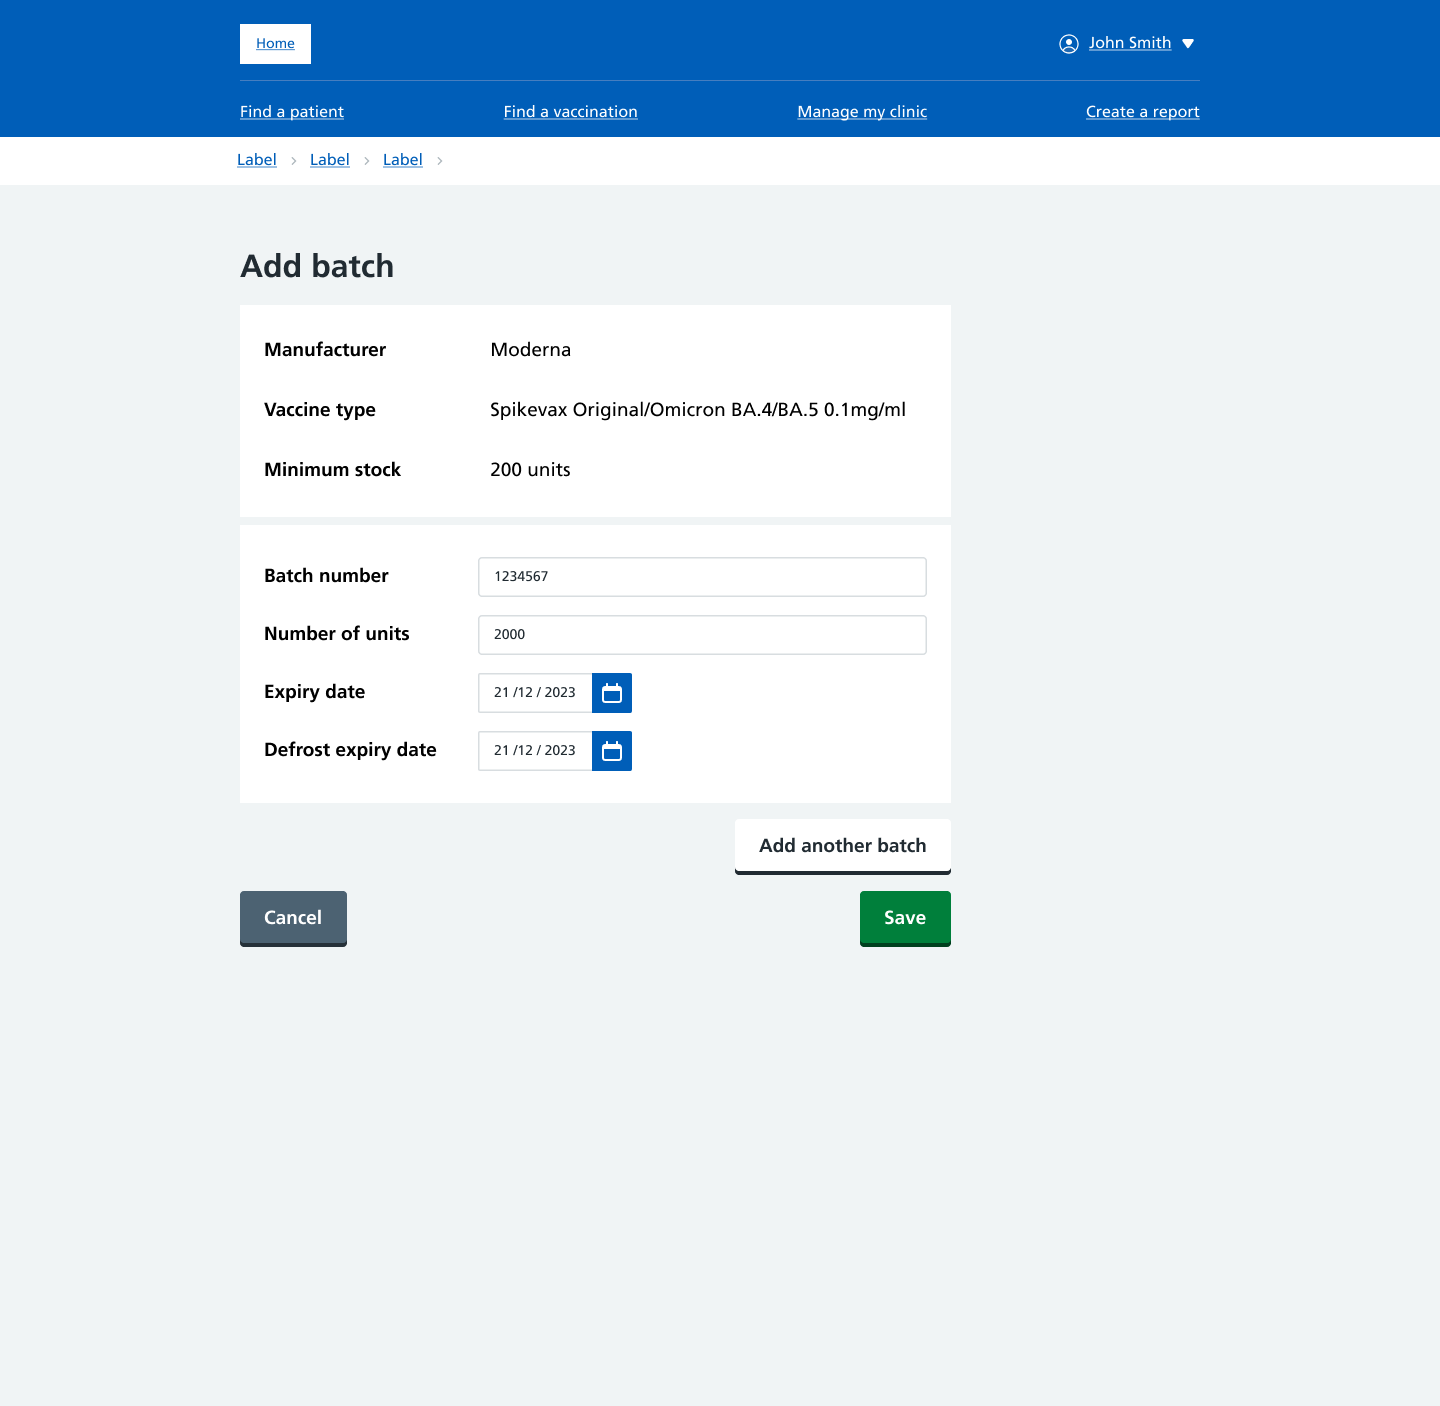 Home
John Smith
Find a patient Find a vaccination Manage my clinic Create a report
Label Label Label
Add batch
Manufacturer Moderna
Vaccine type Spikevax Original/Omicron BA.4/BA.5 0.1mg/ml
Minimum stock 200 units
Batch number 1234567
Number of units 2000
Expiry date 21 /12 / 2023
Defrost expiry date 21 /12 / 2023
Add another batch
Cancel Save